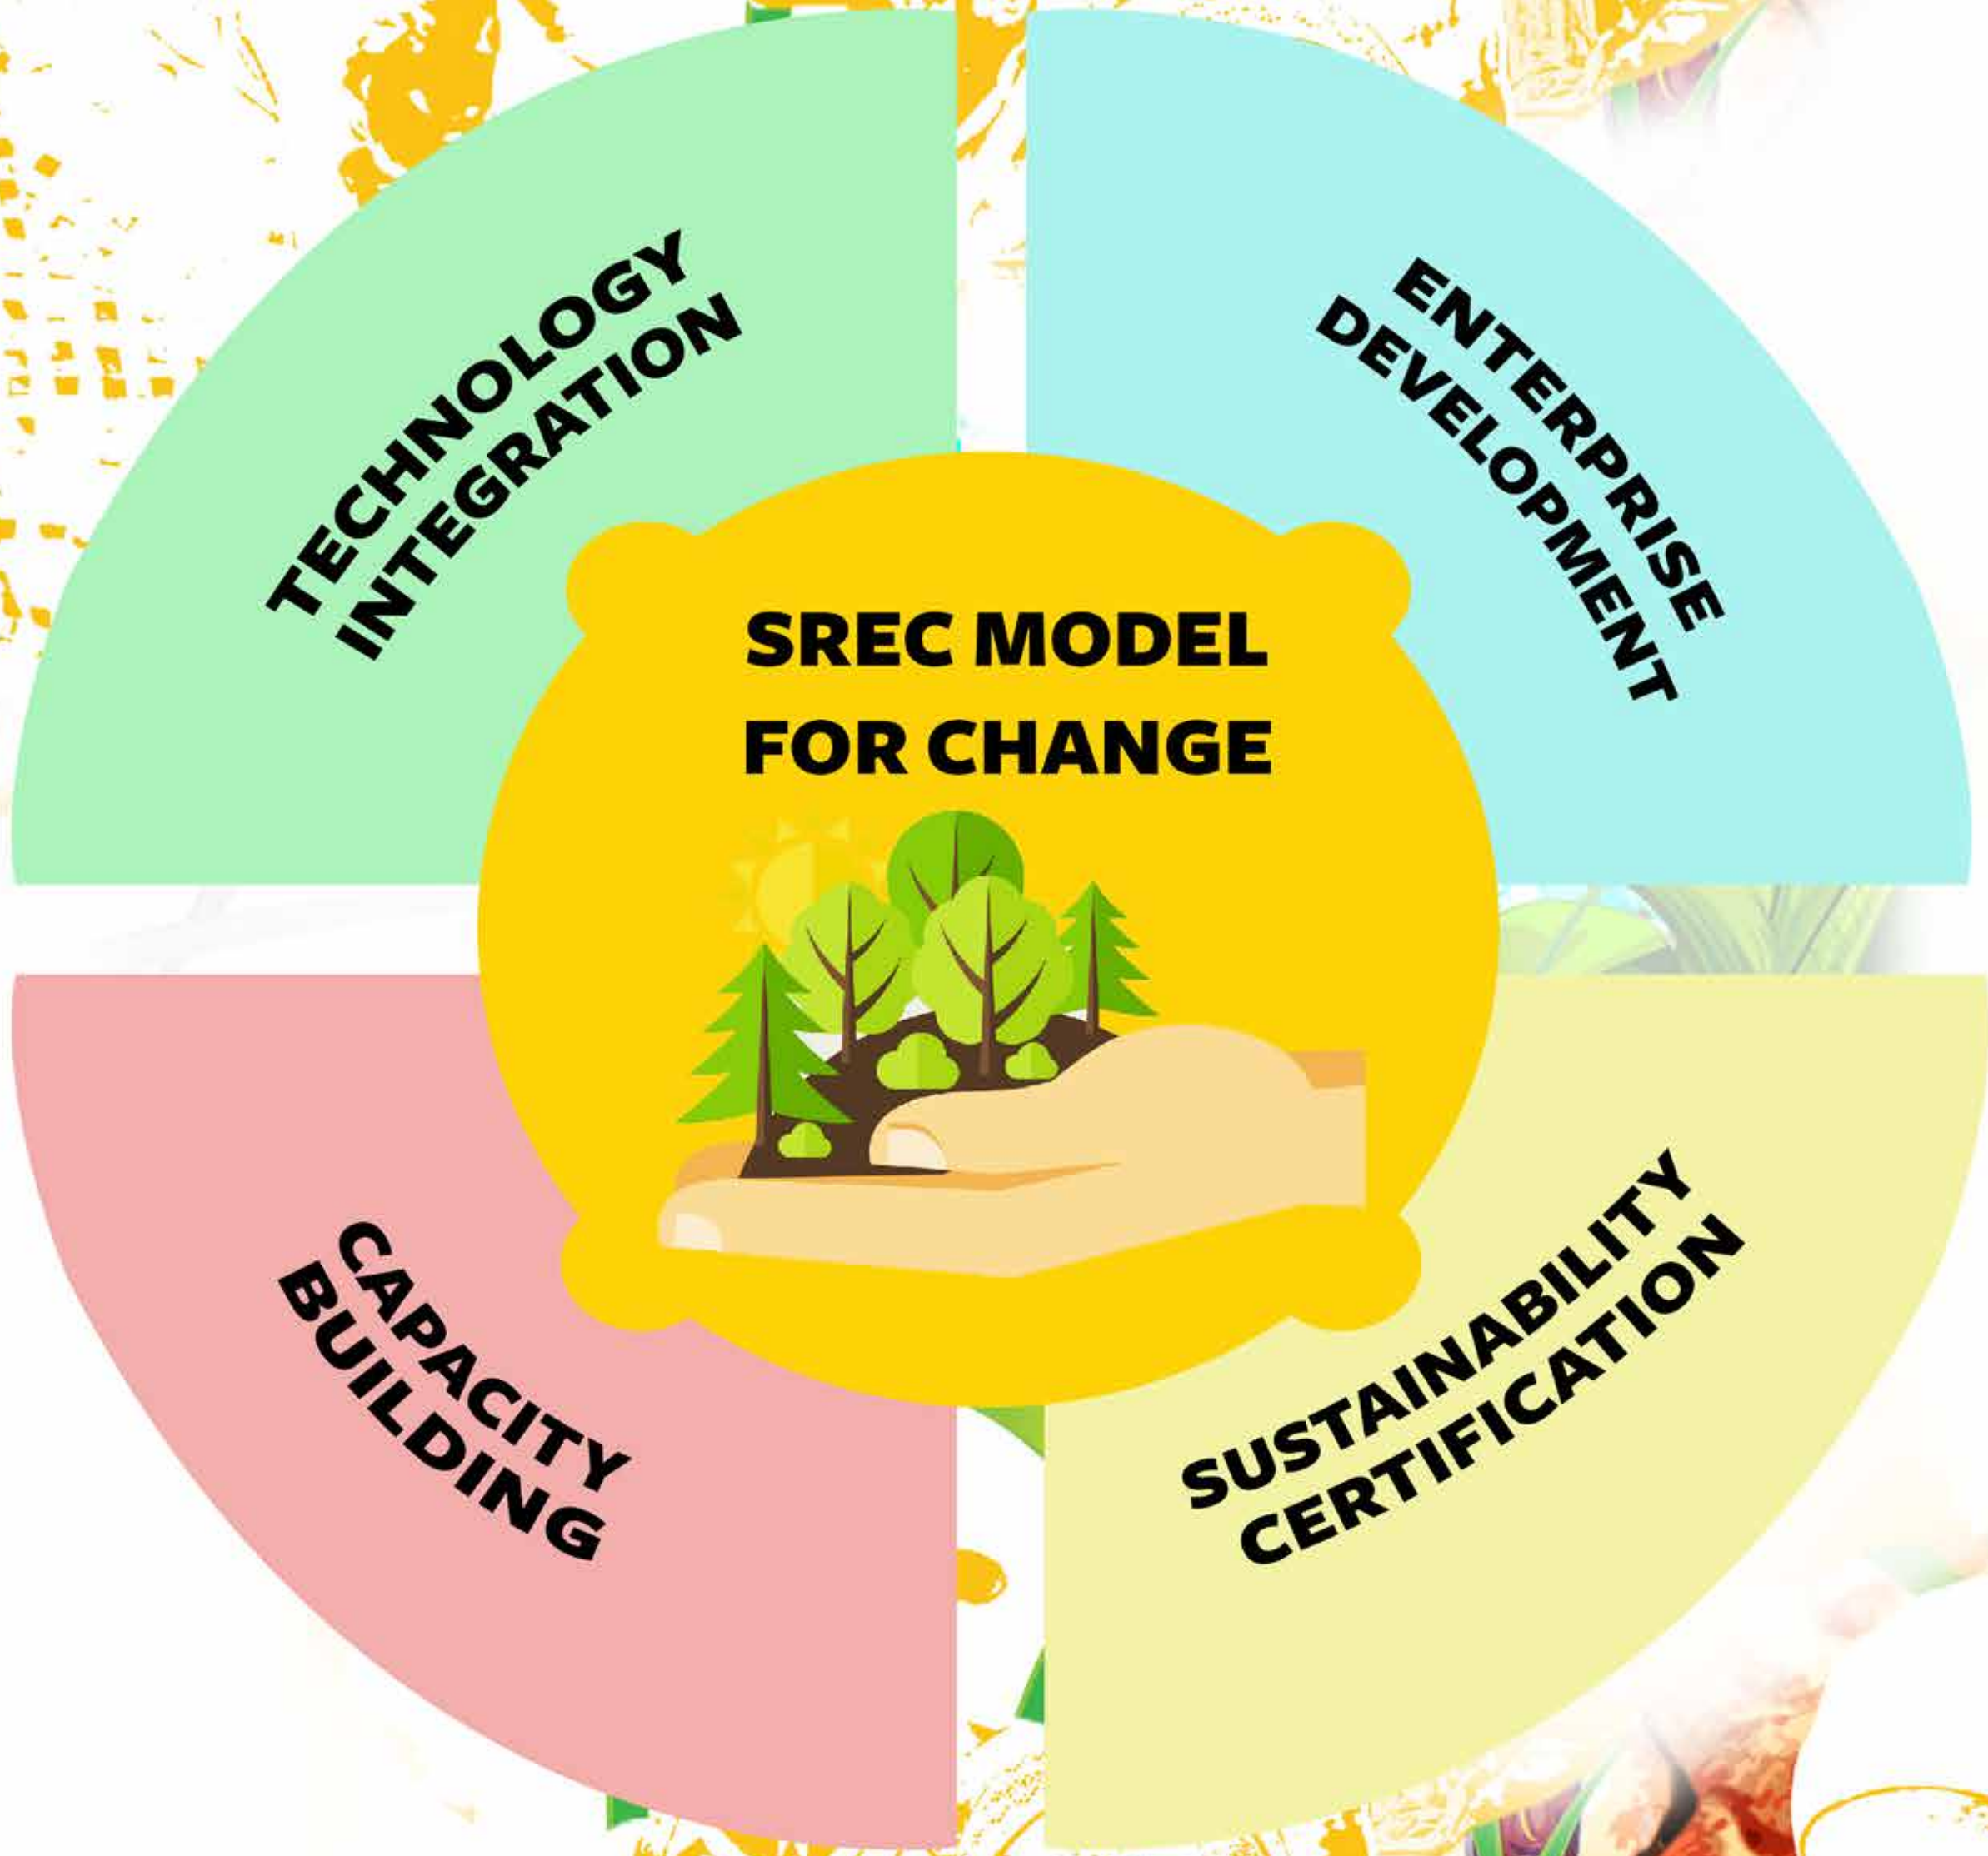 TECHNOLOGY
INTEGRATION
ENTERPRISE
DEVELOPMENT
SREC MODEL
FOR CHANGE
CAPACITY
BUILDING
SUSTAINABILITY
CERTIFICATION